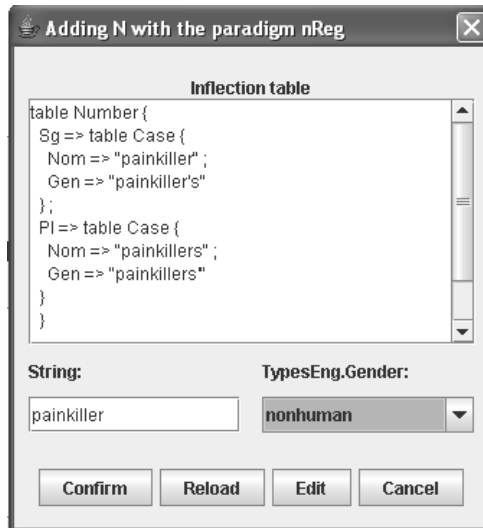 Adding N with the paradigm nReg
Inflection table
table Number {
Sg => table Case {
Nom => "painkiller" ;
Gen => "painkiller's"
} ;
Pl => table Case {
Nom => "painkillers" ;
Gen => "painkillers'"
}
}
String:
TypesEng.Gender:
painkiller
nonhuman
Confirm
Reload
Edit
Cancel